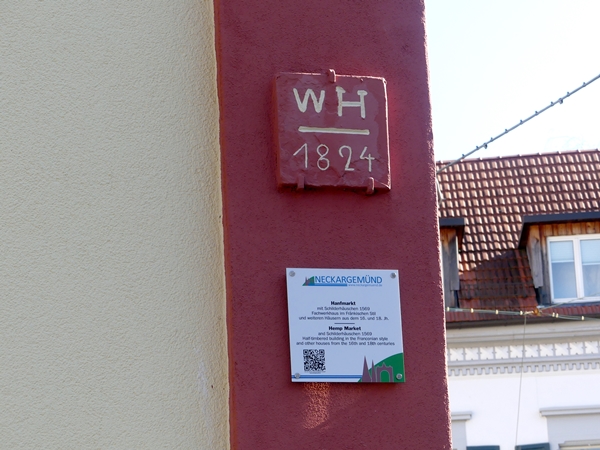 WH
1824
NECKARGEMÜND
Hanfmarkt
mit Schilderhäuschen 1569
Fachwerkhaus im Fränkischen Stil
und weiteren Häusern aus dem 16. und 18. Jh.
Hemp Market
and Schilderhäuschen 1569
Half-timbered building in the Franconian style
and other houses from the 16th and 18th centuries